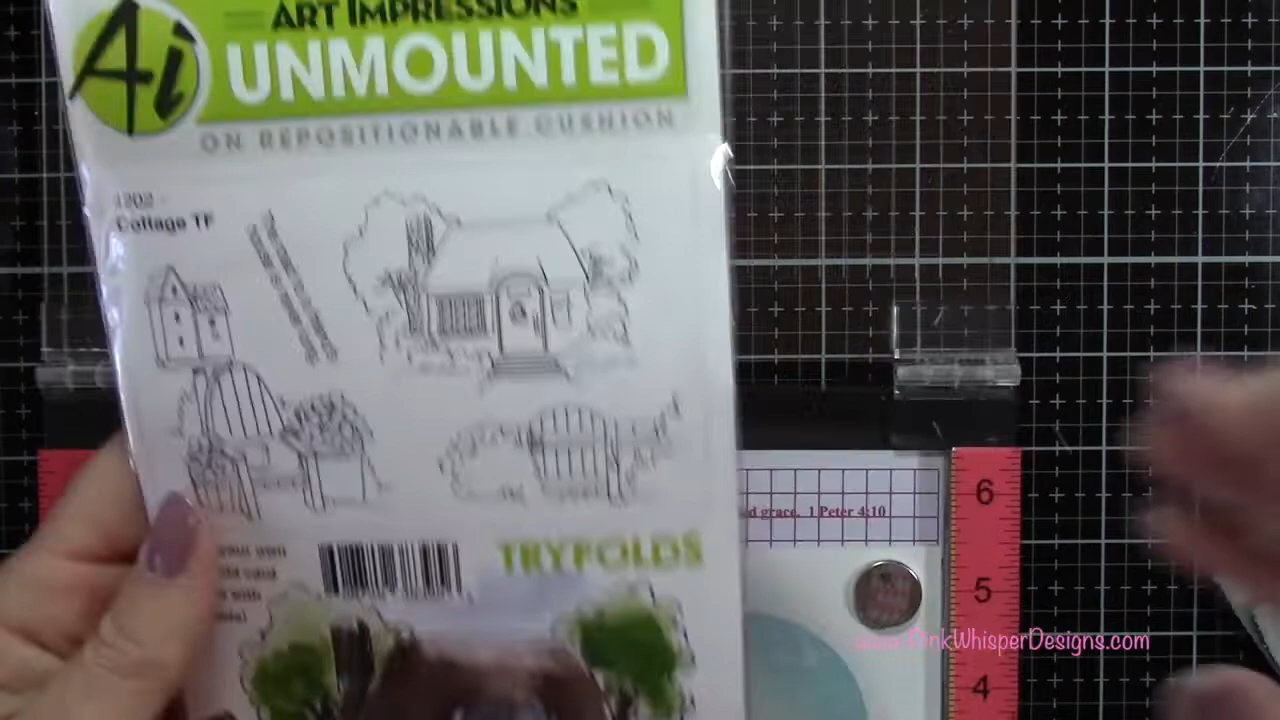 Ai
ART IMPRESSIONS
UNMOUNTED
ON REPOSITIONABLE CUSHION
Cottage TF
TRYFOLDS
d grace. 1 Peter 4:10
6
5
4
www.PinkWhisperDesigns.com